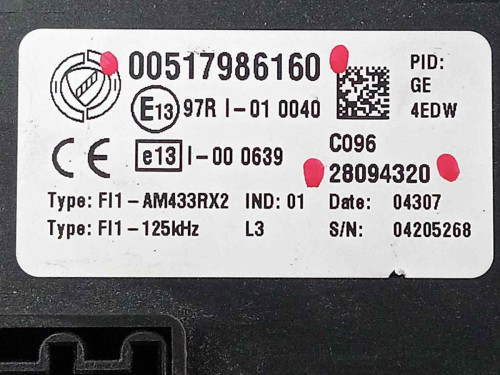 00517986160
PID:
GE
4EDW
E13 97R I-01 0040
e13 I-00 0639
C096
28094320
Type: FI1-AM433RX2 IND: 01 Date: 04307
Type: FI1-125kHz L3 S/N: 04205268